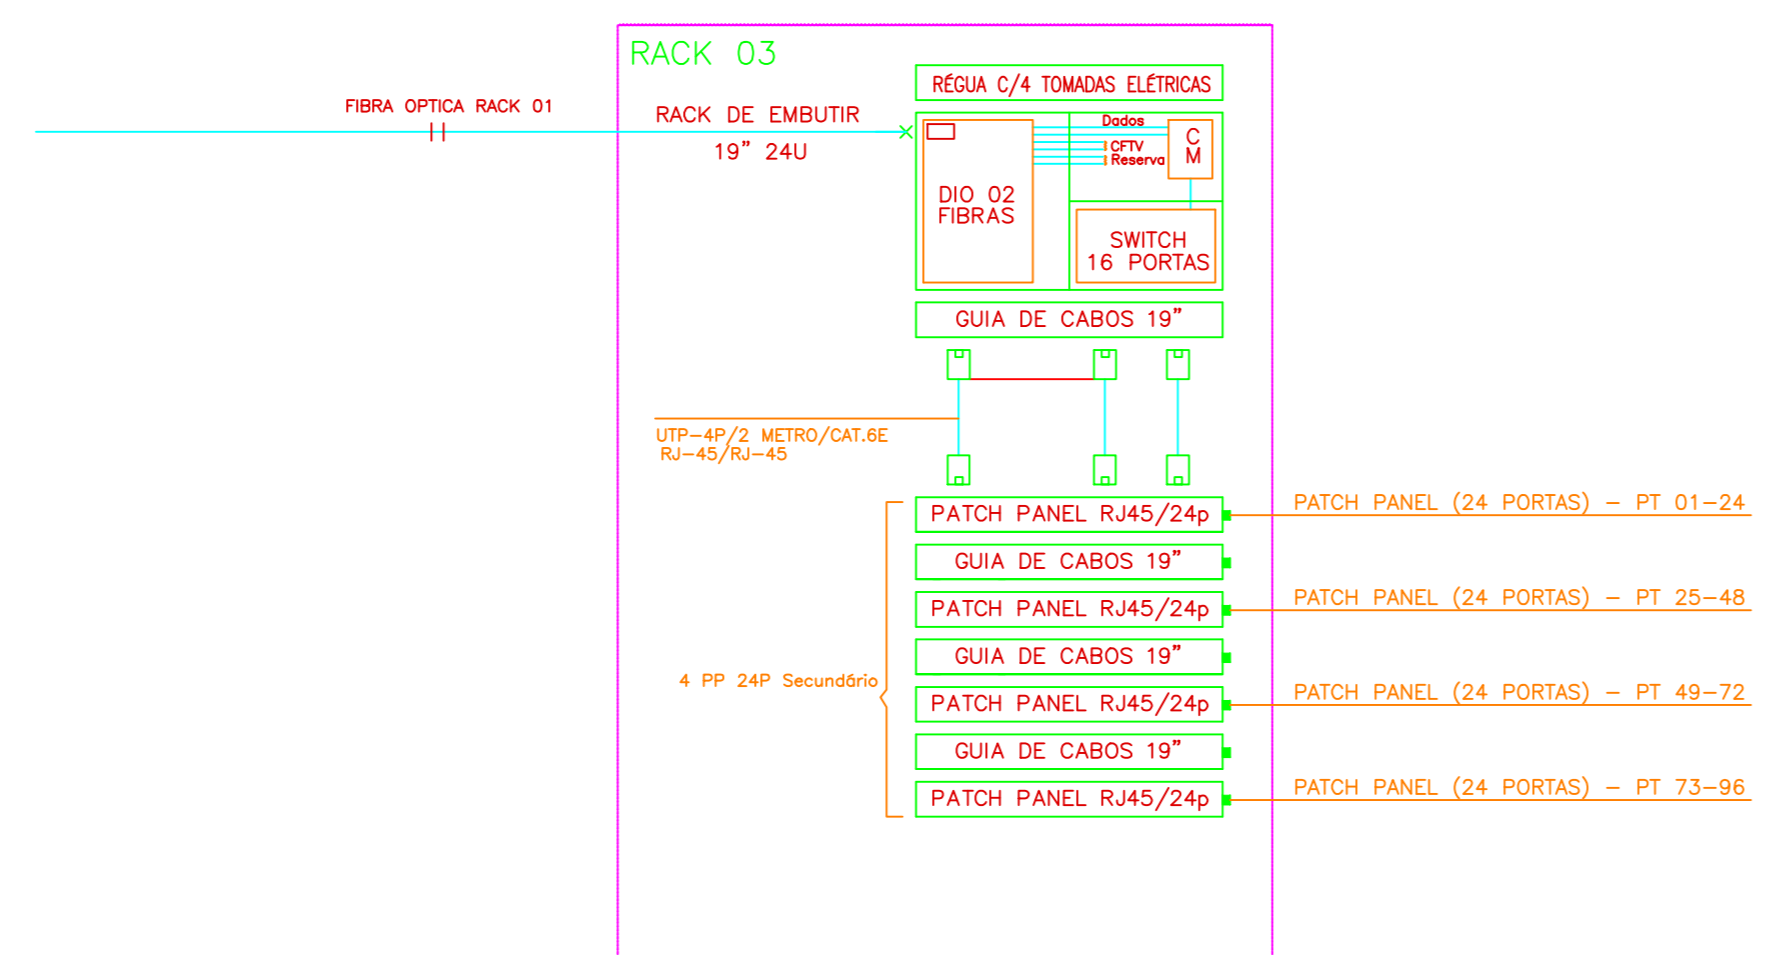 RACK 03
RÉGUA C/4 TOMADAS ELÉTRICAS
FIBRA OPTICA RACK 01
RACK DE EMBUTIR
19” 24U
Dados
CFTV
Reserva
C
M
DIO 02
FIBRAS
SWITCH
16 PORTAS
GUIA DE CABOS 19”
UTP-4P/2 METRO/CAT.6E
RJ-45/RJ-45
PATCH PANEL RJ45/24p
PATCH PANEL (24 PORTAS) - PT 01-24
GUIA DE CABOS 19”
PATCH PANEL RJ45/24p
PATCH PANEL (24 PORTAS) - PT 25-48
GUIA DE CABOS 19”
4 PP 24P Secundário
PATCH PANEL RJ45/24p
PATCH PANEL (24 PORTAS) - PT 49-72
GUIA DE CABOS 19”
PATCH PANEL RJ45/24p
PATCH PANEL (24 PORTAS) - PT 73-96